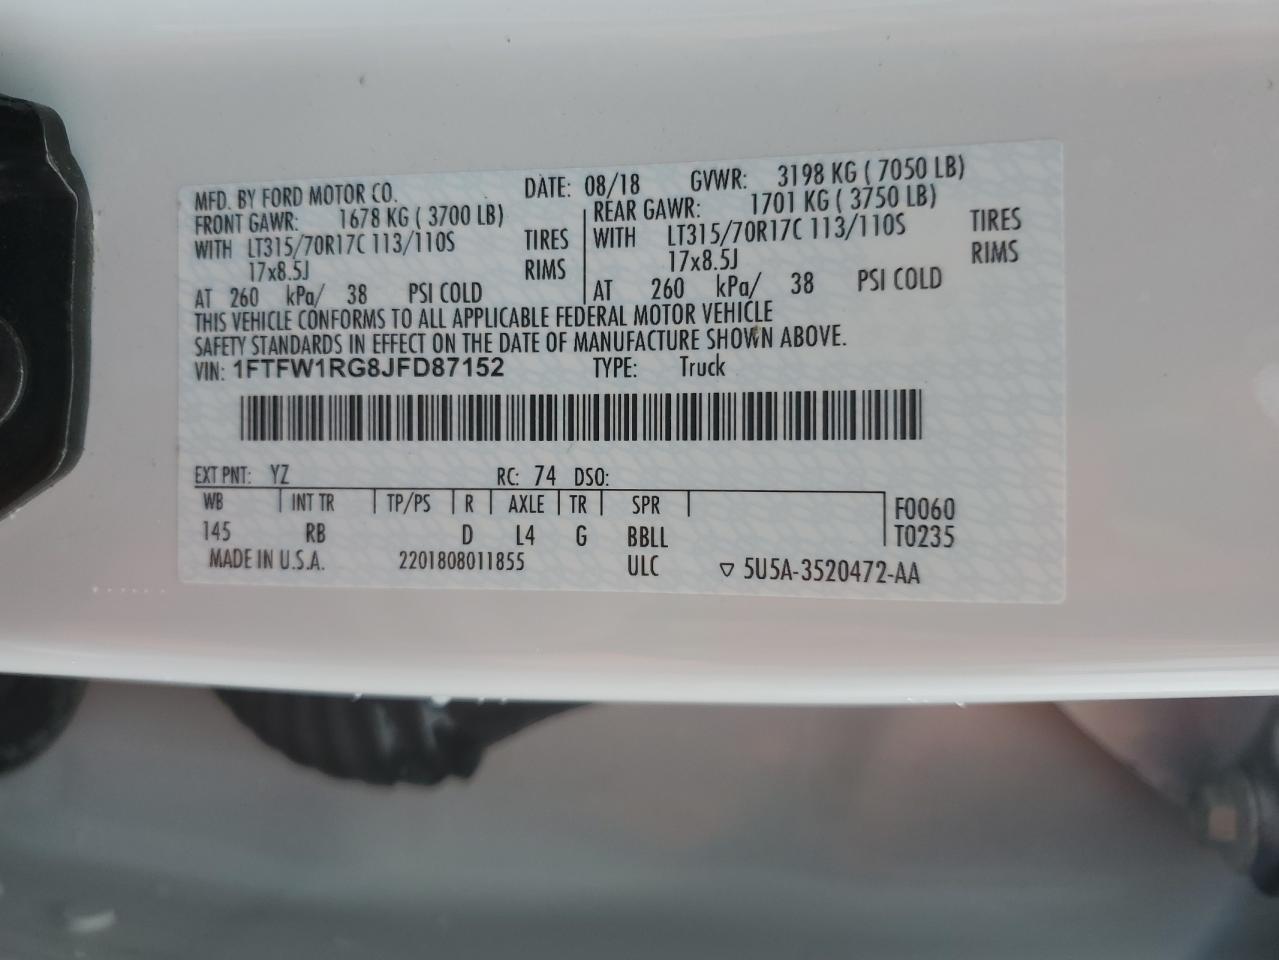 MFD. BY FORD MOTOR CO. DATE: 08/18 GVWR: 3198 KG ( 7050 LB)
FRONT GAWR: 1678 KG ( 3700 LB) REAR GAWR: 1701 KG ( 3750 LB)
WITH LT315/70R17C 113/110S TIRES WITH LT315/70R17C 113/110S TIRES
17x8.5J RIMS 17x8.5J RIMS
AT 260 kPa/ 38 PSI COLD AT 260 kPa/ 38 PSI COLD
THIS VEHICLE CONFORMS TO ALL APPLICABLE FEDERAL MOTOR VEHICLE
SAFETY STANDARDS IN EFFECT ON THE DATE OF MANUFACTURE SHOWN ABOVE.
VIN: 1FTFW1RG8JFD87152 TYPE: Truck
EXT PNT: YZ RC: 74 DSO:
WB INT TR TP/PS R AXLE TR SPR F0060
145 RB D L4 G BBLL T0235
MADE IN U.S.A. 2201808011855 ULC ▽ 5U5A-3520472-AA